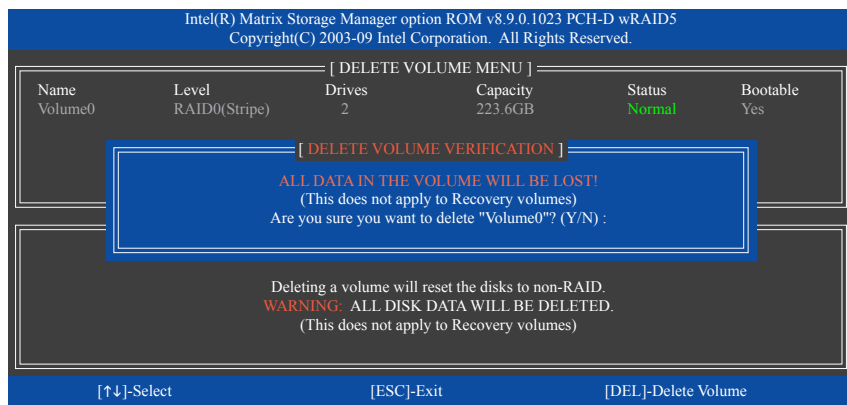 Intel(R) Matrix Storage Manager option ROM v8.9.0.1023 PCH-D wRAID5
Copyright(C) 2003-09 Intel Corporation. All Rights Reserved.
[ DELETE VOLUME MENU ]
Name Level Drives Capacity Status Bootable
Volume0 RAID0(Stripe) 2 223.6GB Normal Yes
[ DELETE VOLUME VERIFICATION ]
ALL DATA IN THE VOLUME WILL BE LOST!
(This does not apply to Recovery volumes)
Are you sure you want to delete "Volume0"? (Y/N) :
Deleting a volume will reset the disks to non-RAID.
WARNING: ALL DISK DATA WILL BE DELETED.
(This does not apply to Recovery volumes)
[↑↓]-Select [ESC]-Exit [DEL]-Delete Volume